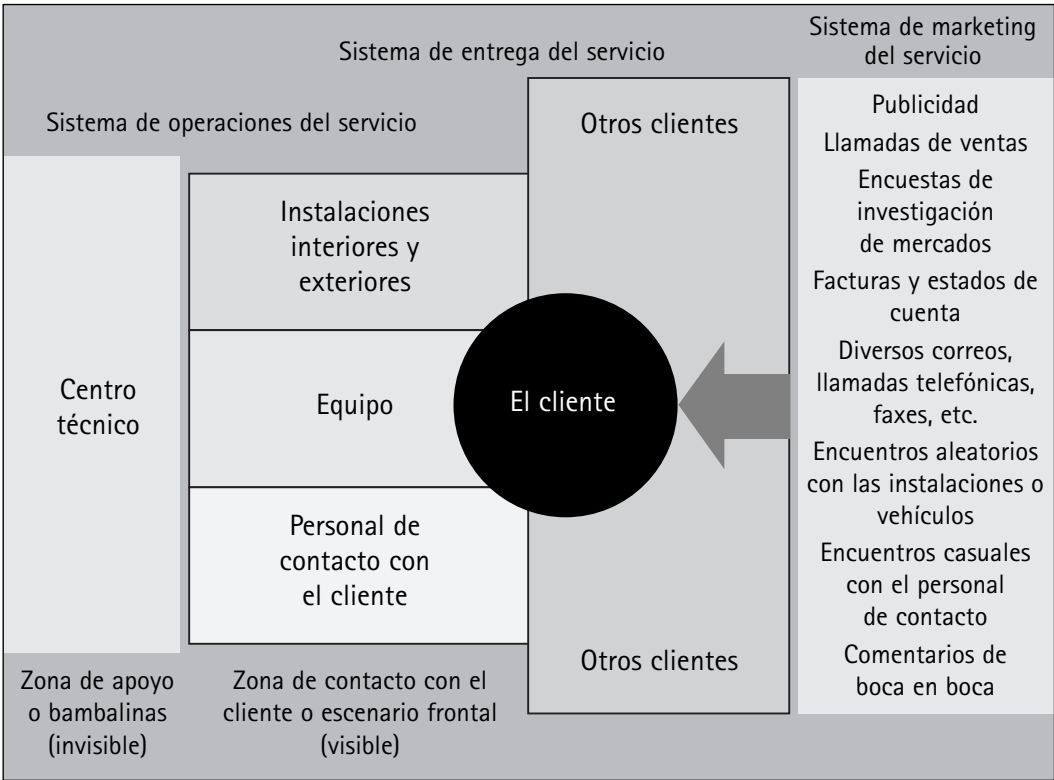 Sistema de entrega del servicio
Sistema de marketing
del servicio
Sistema de operaciones del servicio
Otros clientes
Publicidad
Llamadas de ventas
Encuestas de
investigación
de mercados
Facturas y estados de
cuenta
Diversos correos,
llamadas telefónicas,
faxes, etc.
Encuentros aleatorios
con las instalaciones o
vehículos
Encuentros casuales
con el personal
de contacto
Comentarios de
boca en boca
Instalaciones
interiores y
exteriores
Centro
técnico
Equipo
El cliente
Personal de
contacto con
el cliente
Otros clientes
Zona de apoyo
o bambalinas
(invisible)
Zona de contacto con el
cliente o escenario frontal
(visible)